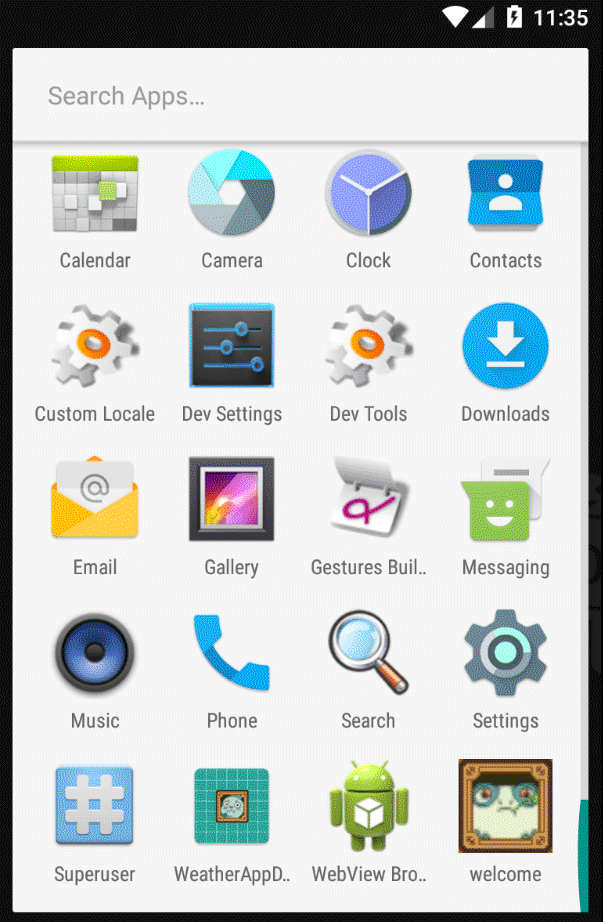 11:35
Search Apps…
Calendar Camera Clock Contacts
Custom Locale Dev Settings Dev Tools Downloads
@
Email Gallery Gestures Buil.. Messaging
Music Phone Search Settings
#
Superuser WeatherAppD.. WebView Bro.. welcome